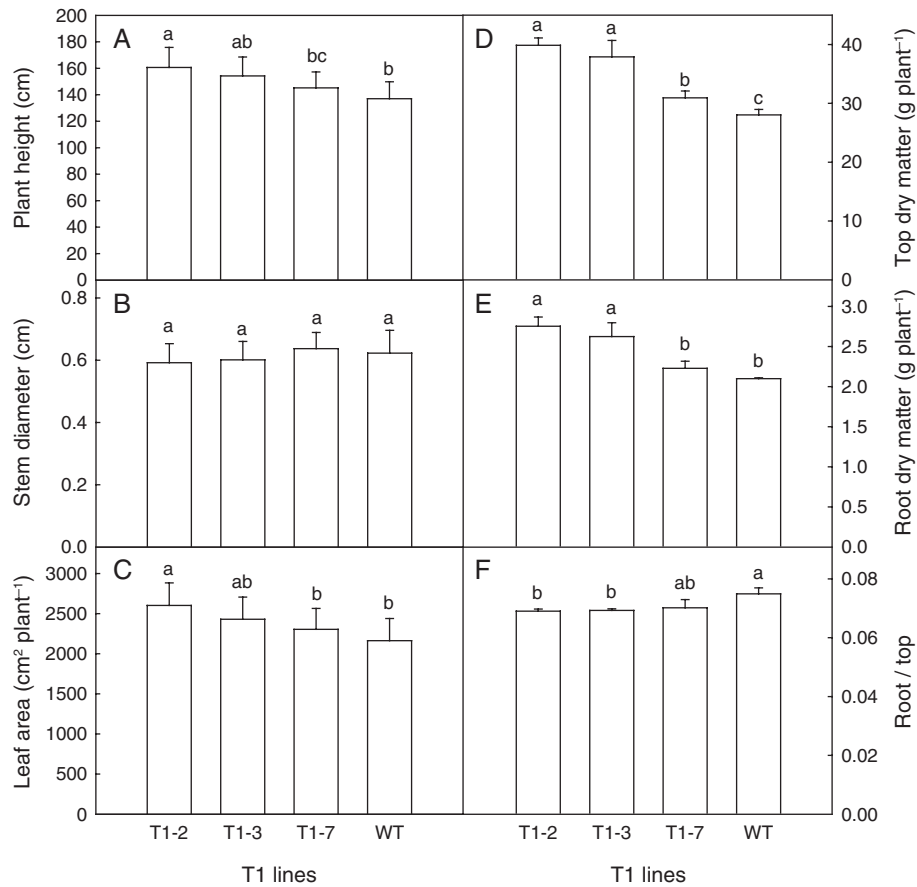 A
a
ab
bc
b
Plant height (cm)
200
180
160
140
120
100
80
60
40
20
0
D
a
a
b
c
Top dry matter (g plant⁻¹)
40
30
20
10
0
B
a
a
a
a
Stem diameter (cm)
0.8
0.6
0.4
0.2
0.0
E
a
a
b
b
Root dry matter (g plant⁻¹)
3.0
2.5
2.0
1.5
1.0
0.5
0.0
C
a
ab
b
b
Leaf area (cm² plant⁻¹)
3000
2500
2000
1500
1000
500
0
F
b
b
ab
a
Root / top
0.08
0.06
0.04
0.02
0.00
T1-2 T1-3 T1-7 WT
T1 lines
T1-2 T1-3 T1-7 WT
T1 lines